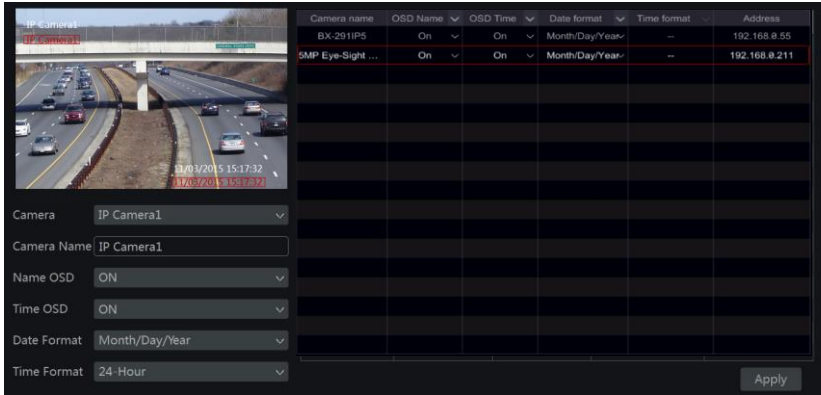 IP Camera1
IP Camera1
11/03/2015 15:17:32
11/03/2015 15:17:32
Camera IP Camera1
Camera Name IP Camera1
Name OSD ON
Time OSD ON
Date Format Month/Day/Year
Time Format 24-Hour
Camera name OSD Name OSD Time Date format Time format Address
BX-291IP5 On On Month/Day/Year -- 192.168.0.55
5MP Eye-Sight ... On On Month/Day/Year -- 192.168.0.211
Apply